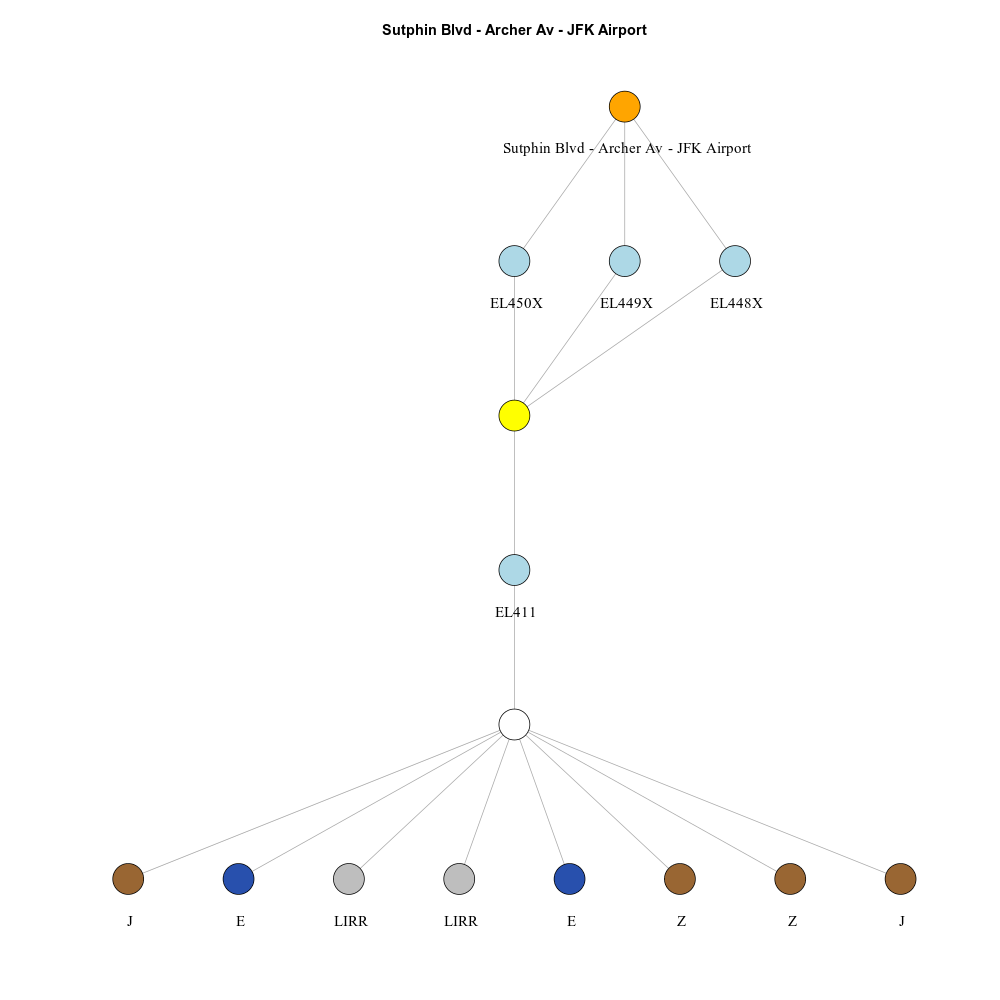 Sutphin Blvd - Archer Av - JFK Airport
Sutphin Blvd - Archer Av - JFK Airport
EL450X EL449X EL448X
EL411
J E LIRR LIRR E Z Z J